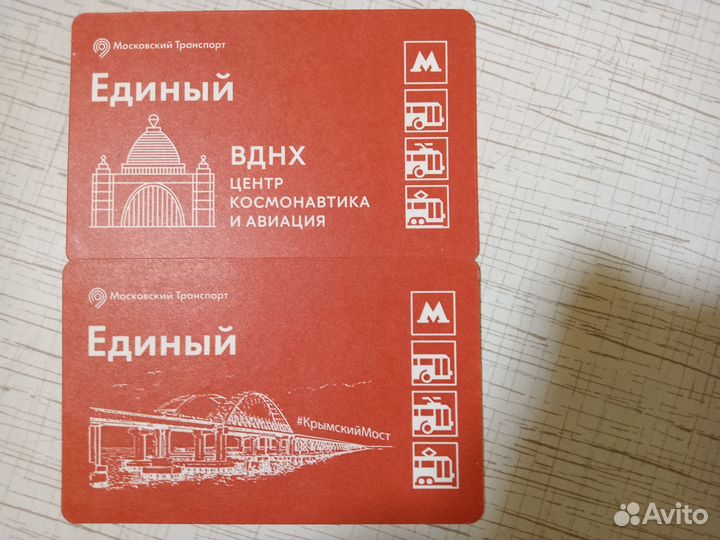 Московский Транспорт
М
Единый
ВДНХ
ЦЕНТР
КОСМОНАВТИКА
И АВИАЦИЯ
Московский Транспорт
М
Единый
#КрымскийМост
Avito